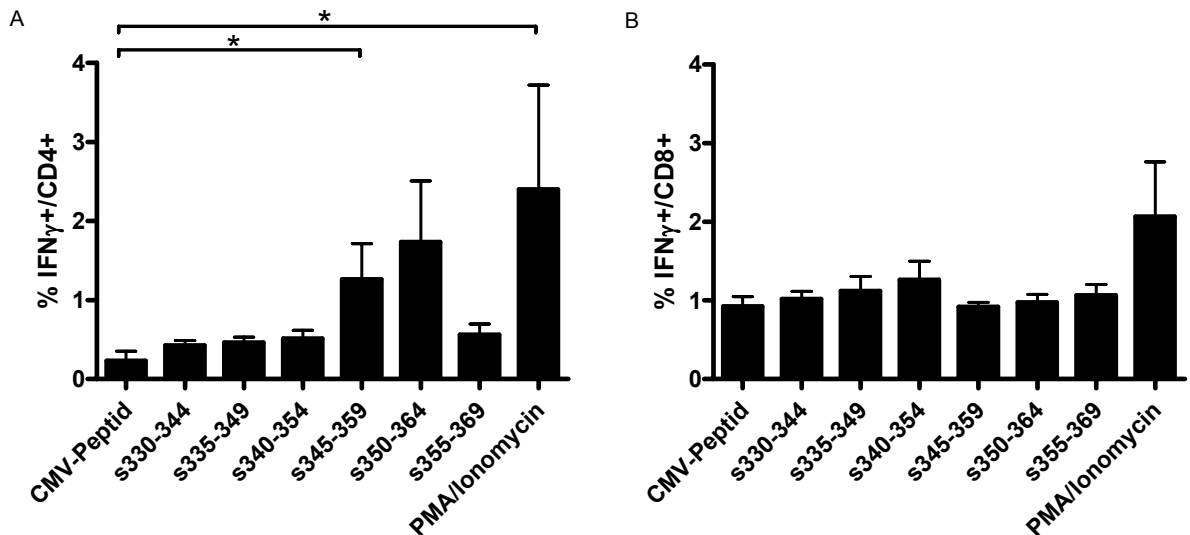 A
*
*
% IFNγ+/CD4+
4
3
2
1
0
CMV-Peptid
s330-344
s335-349
s340-354
s345-359
s350-364
s355-369
PMA/Ionomycin
B
% IFNγ+/CD8+
4
3
2
1
0
CMV-Peptid
s330-344
s335-349
s340-354
s345-359
s350-364
s355-369
PMA/Ionomycin